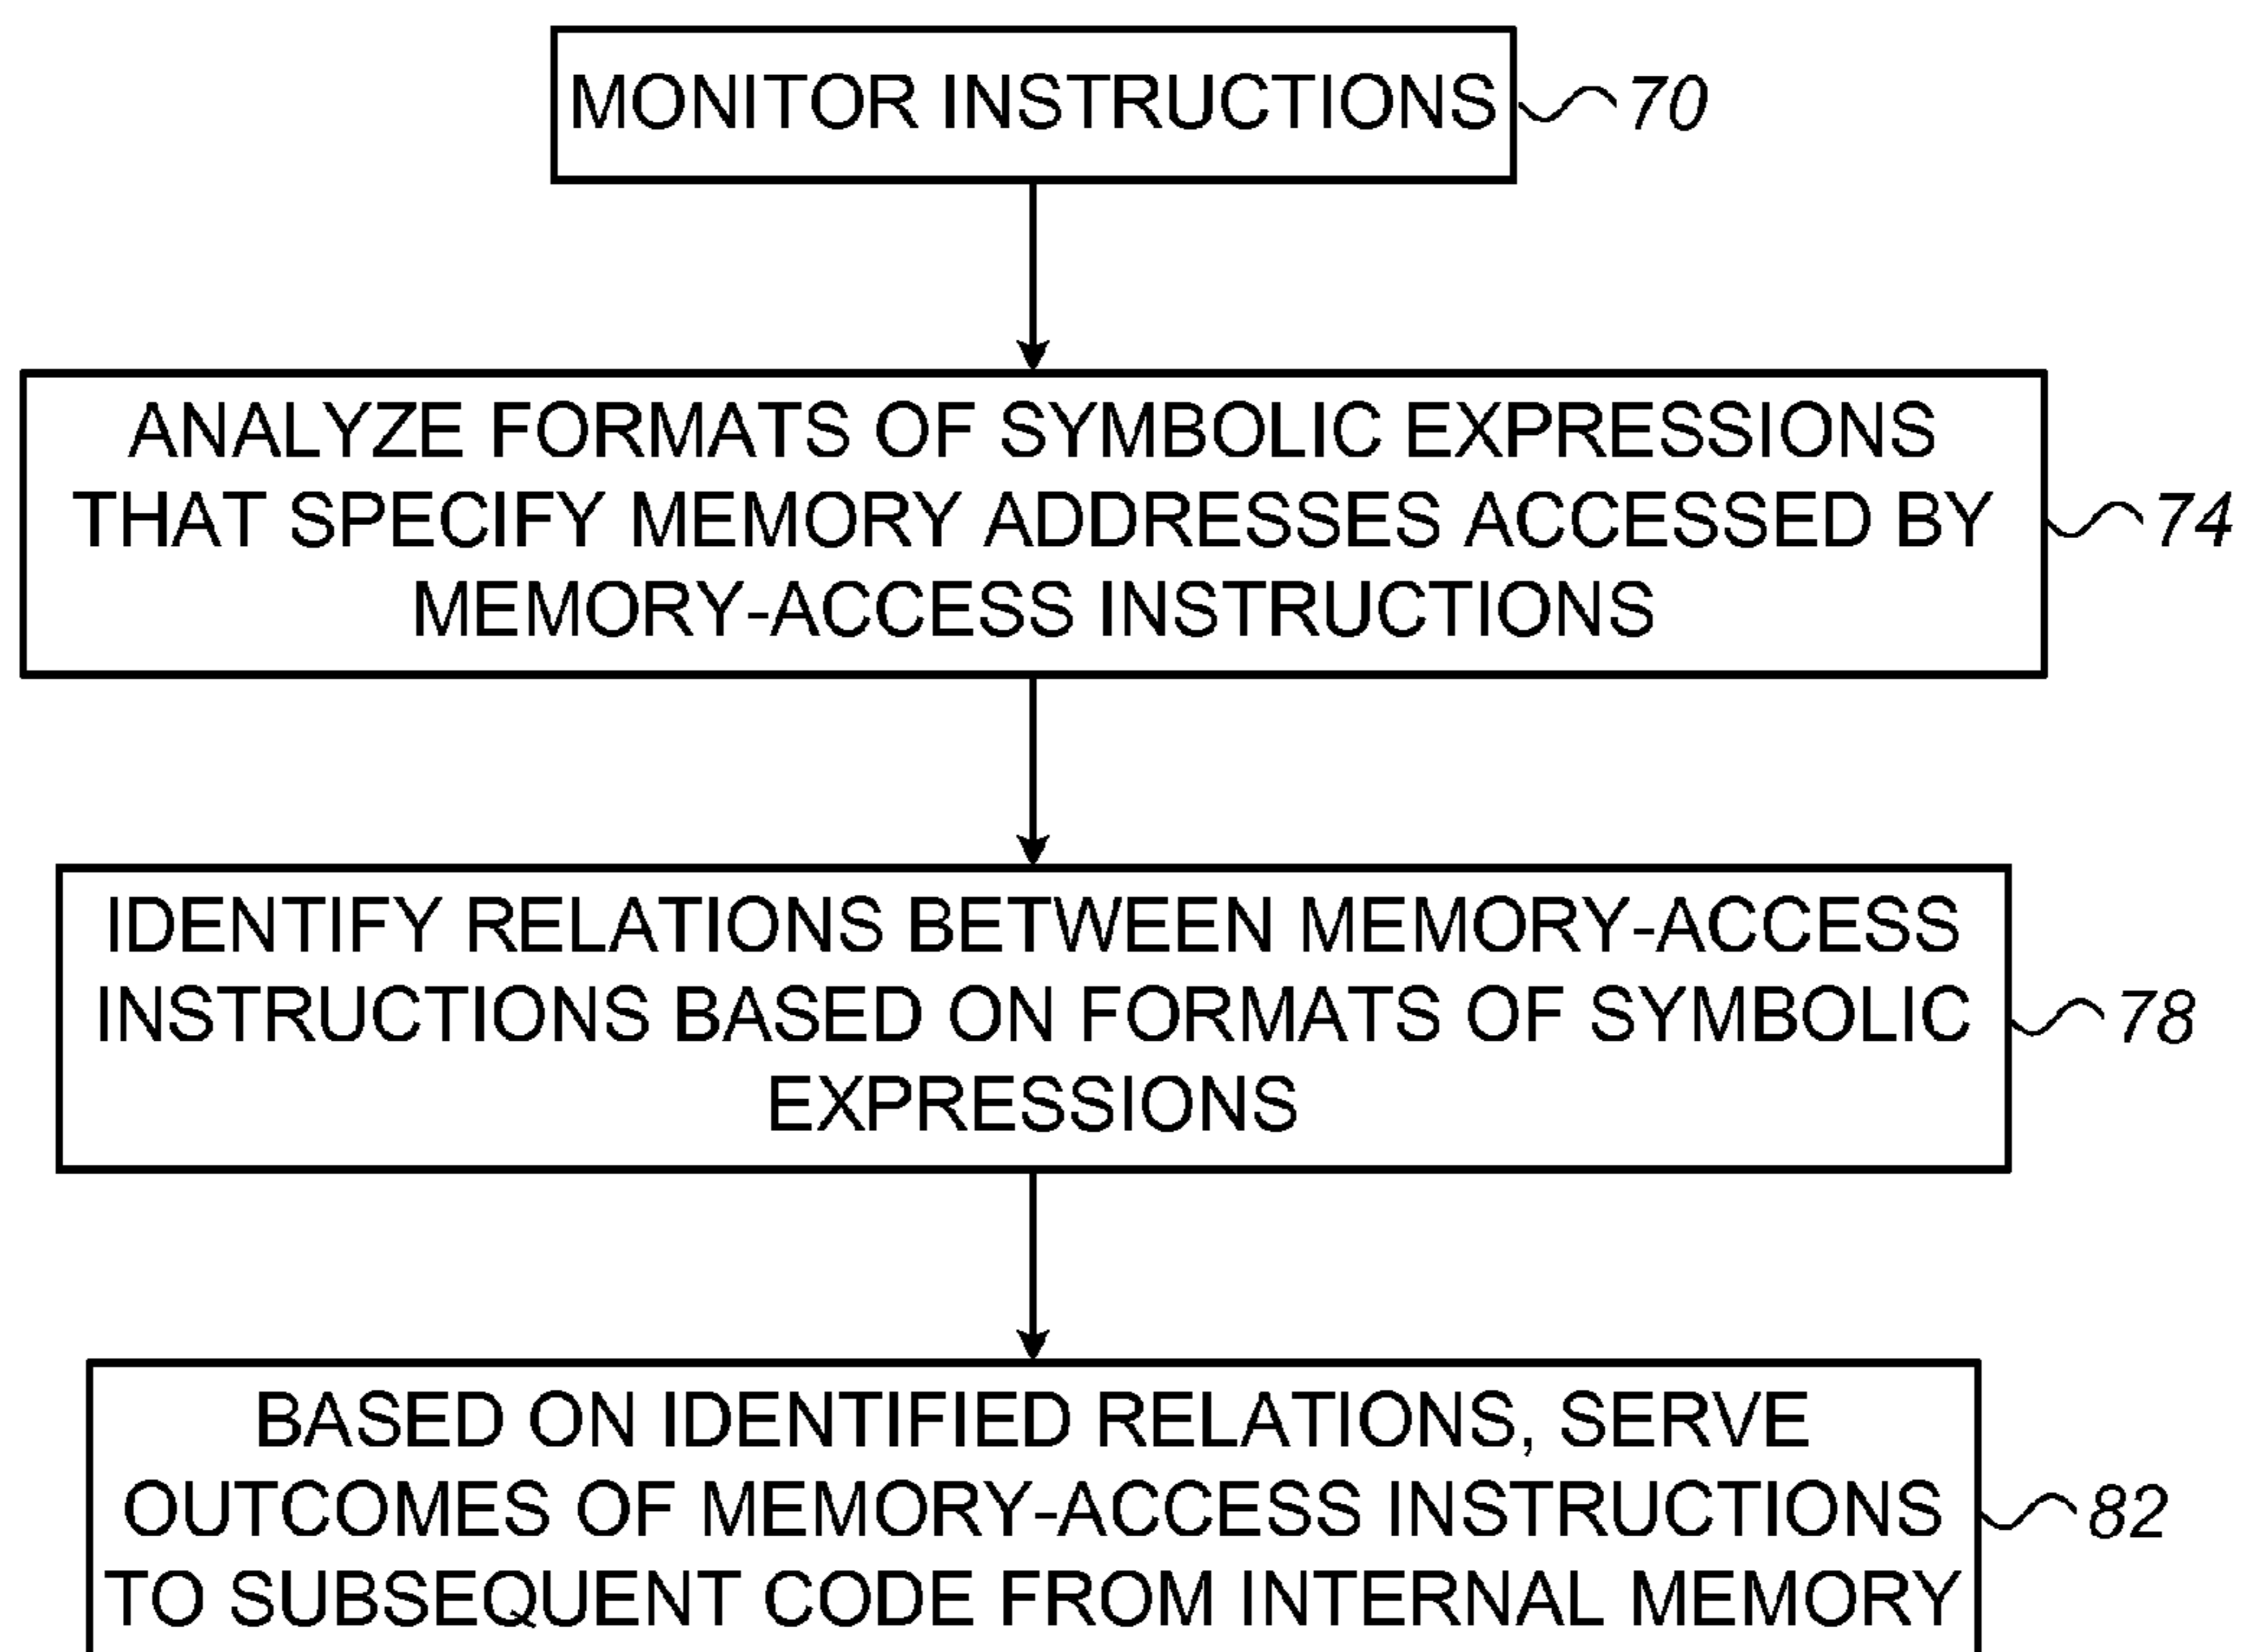 MONITOR INSTRUCTIONS
70
ANALYZE FORMATS OF SYMBOLIC EXPRESSIONS
THAT SPECIFY MEMORY ADDRESSES ACCESSED BY
MEMORY-ACCESS INSTRUCTIONS
74
IDENTIFY RELATIONS BETWEEN MEMORY-ACCESS
INSTRUCTIONS BASED ON FORMATS OF SYMBOLIC
EXPRESSIONS
78
BASED ON IDENTIFIED RELATIONS, SERVE
OUTCOMES OF MEMORY-ACCESS INSTRUCTIONS
TO SUBSEQUENT CODE FROM INTERNAL MEMORY
82